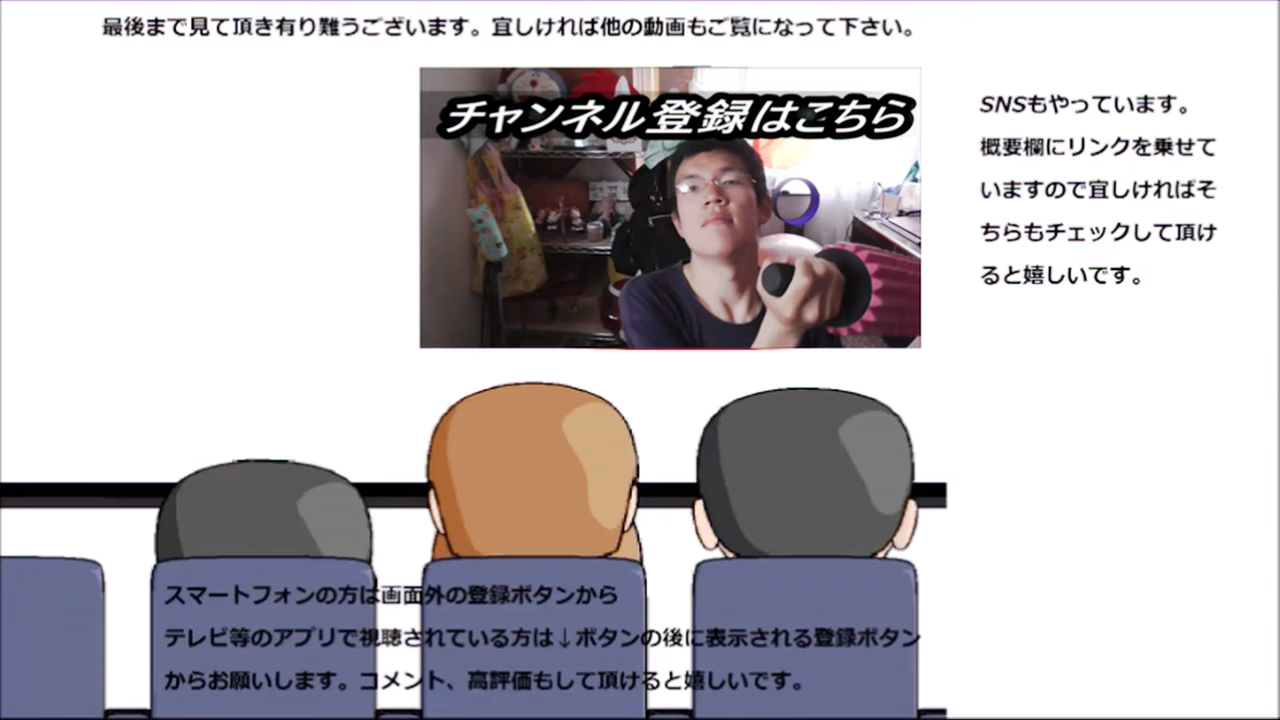 最後まで見て頂き有り難うございます。宜しければ他の動画もご覧になって下さい。
チャンネル登録はこちら
SNSもやっています。
概要欄にリンクを乗せて
いますので宜しければそ
ちらもチェックして頂け
ると嬉しいです。
スマートフォンの方は画面外の登録ボタンから
テレビ等のアプリで視聴されている方は↓ボタンの後に表示される登録ボタン
からお願いします。コメント、高評価もして頂けると嬉しいです。